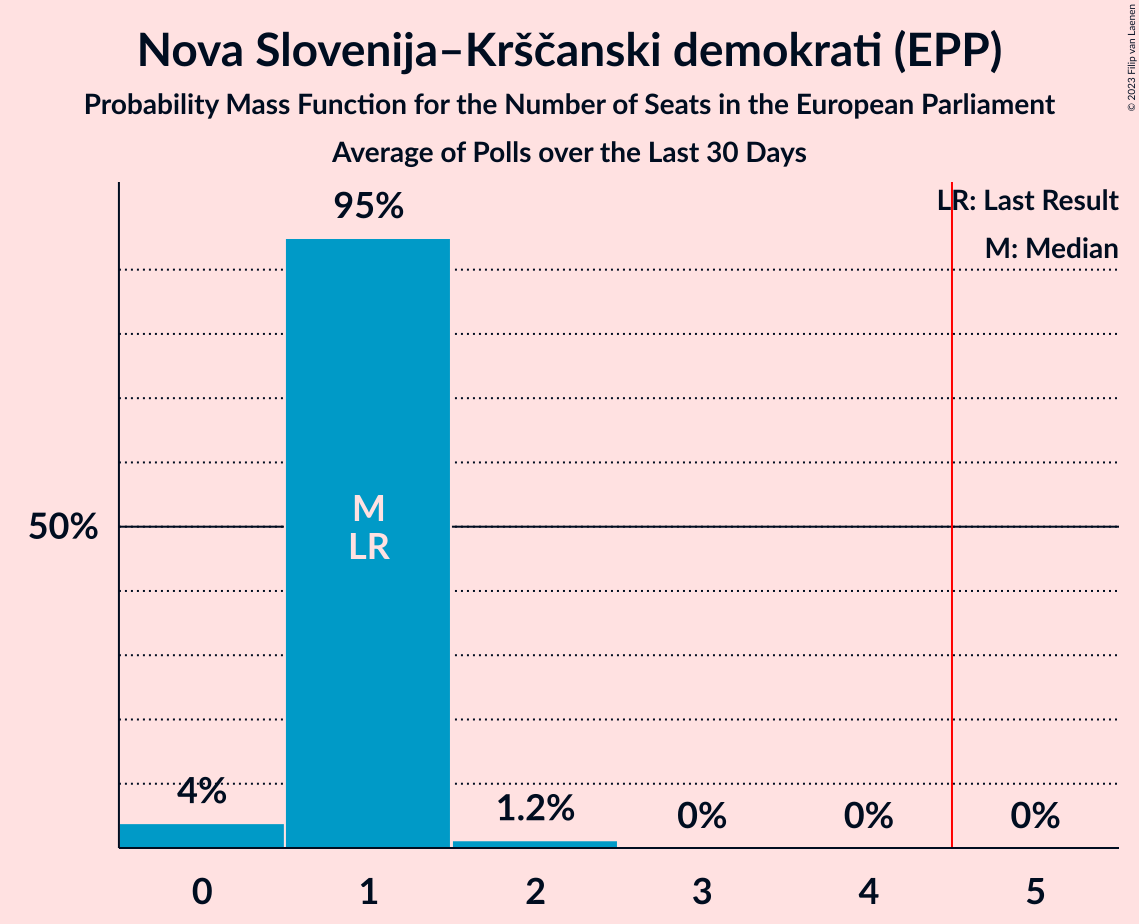 Nova Slovenija–Krščanski demokrati (EPP)
Probability Mass Function for the Number of Seats in the European Parliament
Average of Polls over the Last 30 Days
© 2023 Filip van Laenen
LR: Last Result
M: Median
95%
50%
M
LR
4%
1.2%
0%
0%
0%
0
1
2
3
4
5